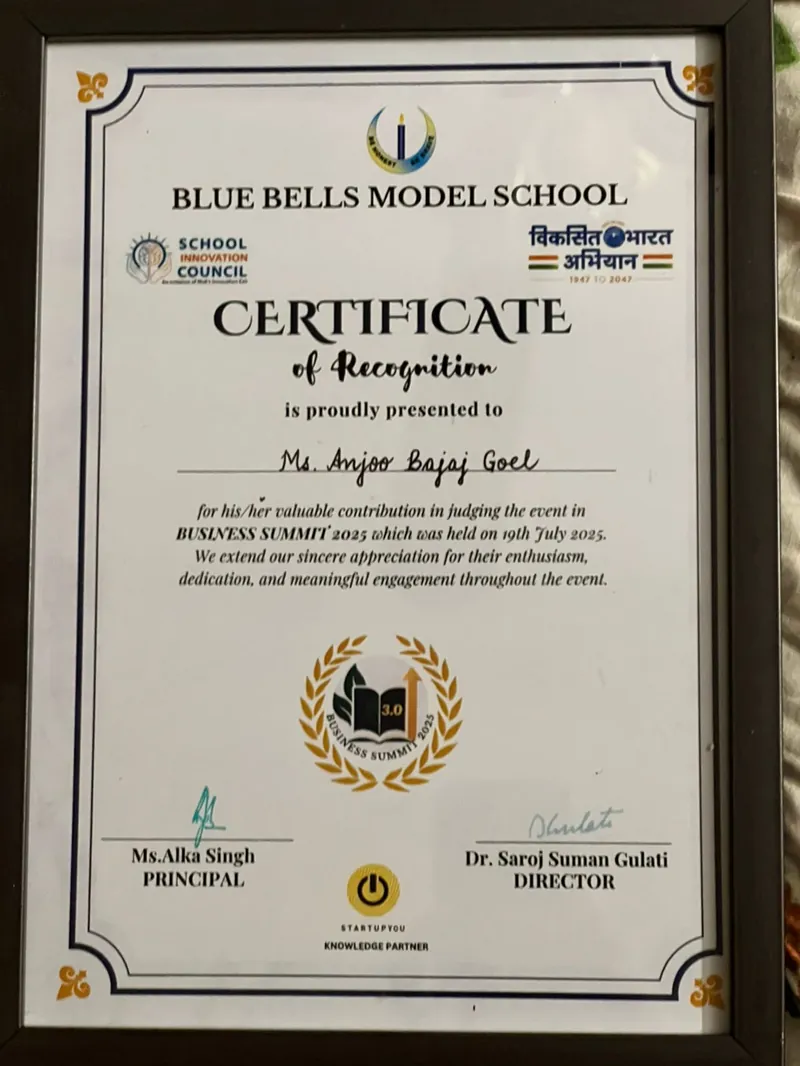 BE HONEST BE BRAVE
BLUE BELLS MODEL SCHOOL
SCHOOL
INNOVATION
COUNCIL
विकसित भारत
अभियान
1947 TO 2047
CERTIFICATE
of Recognition
is proudly presented to
Ms. Anjoo Bajaj Goel
for his/her valuable contribution in judging the event in
BUSINESS SUMMIT 2025 which was held on 19th July 2025.
We extend our sincere appreciation for their enthusiasm,
dedication, and meaningful engagement throughout the event.
3.0
BUSINESS SUMMIT 2025
Ms.Alka Singh
PRINCIPAL
Dr. Saroj Suman Gulati
DIRECTOR
STARTUPYOU
KNOWLEDGE PARTNER